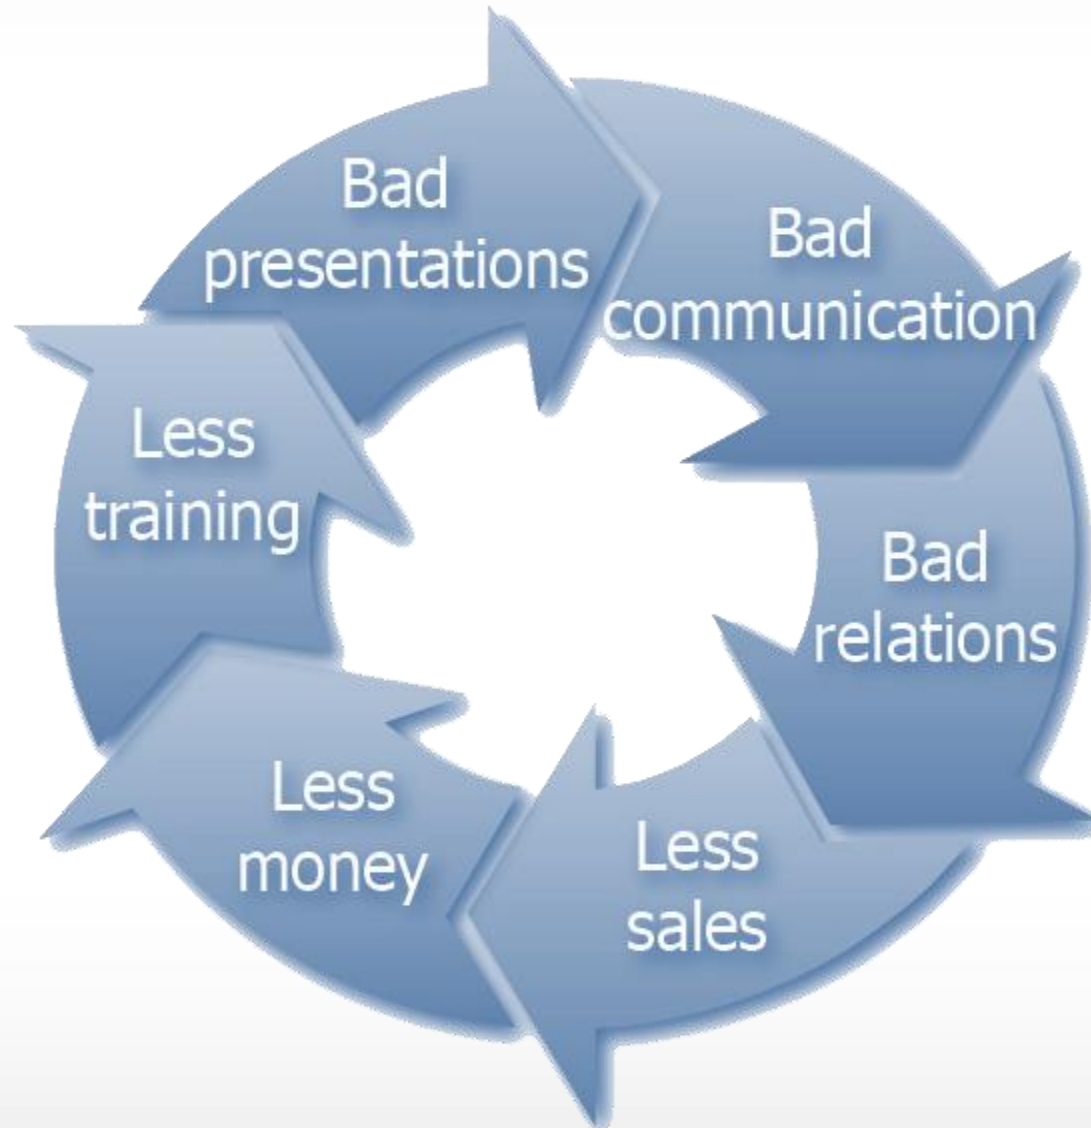 Bad
presentations
Bad
communication
Bad
relations
Less
sales
Less
money
Less
training